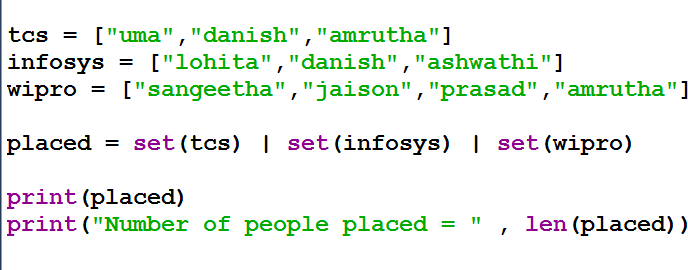 tcs = ["uma","danish","amrutha"]
infosys = ["lohita","danish","ashwathi"]
wipro = ["sangeetha","jaison","prasad","amrutha"]
placed = set(tcs) | set(infosys) | set(wipro)
print(placed)
print("Number of people placed = " , len(placed))